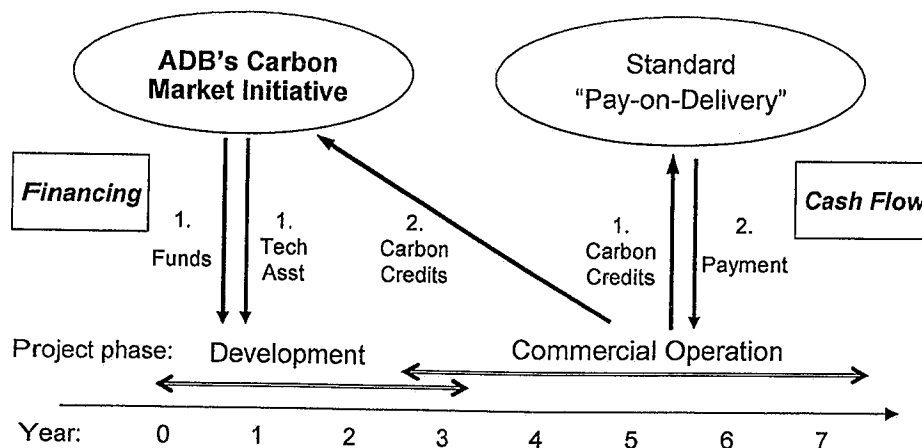 ADB's Carbon
Market Initiative
Standard
"Pay-on-Delivery"
Financing
1.
Funds
1.
Tech
Asst
2.
Carbon
Credits
1.
Carbon
Credits
2.
Payment
Cash Flow
Project phase:
Development
Commercial Operation
Year: 0 1 2 3 4 5 6 7